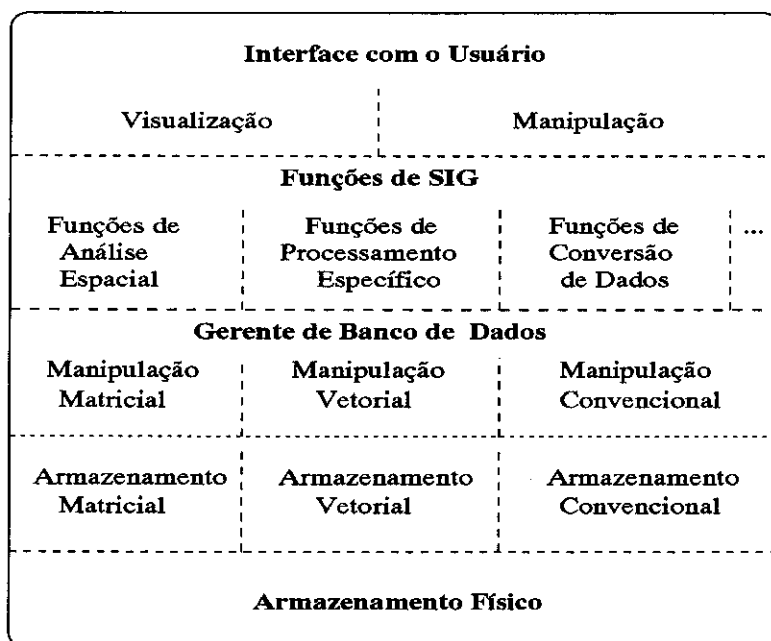 Interface com o Usuário
Visualização
Manipulação
Funções de SIG
Funções de
Análise
Espacial
Funções de
Processamento
Específico
Funções de
Conversão
de Dados
...
Gerente de Banco de Dados
Manipulação
Matricial
Manipulação
Vetorial
Manipulação
Convencional
Armazenamento
Matricial
Armazenamento
Vetorial
Armazenamento
Convencional
Armazenamento Físico